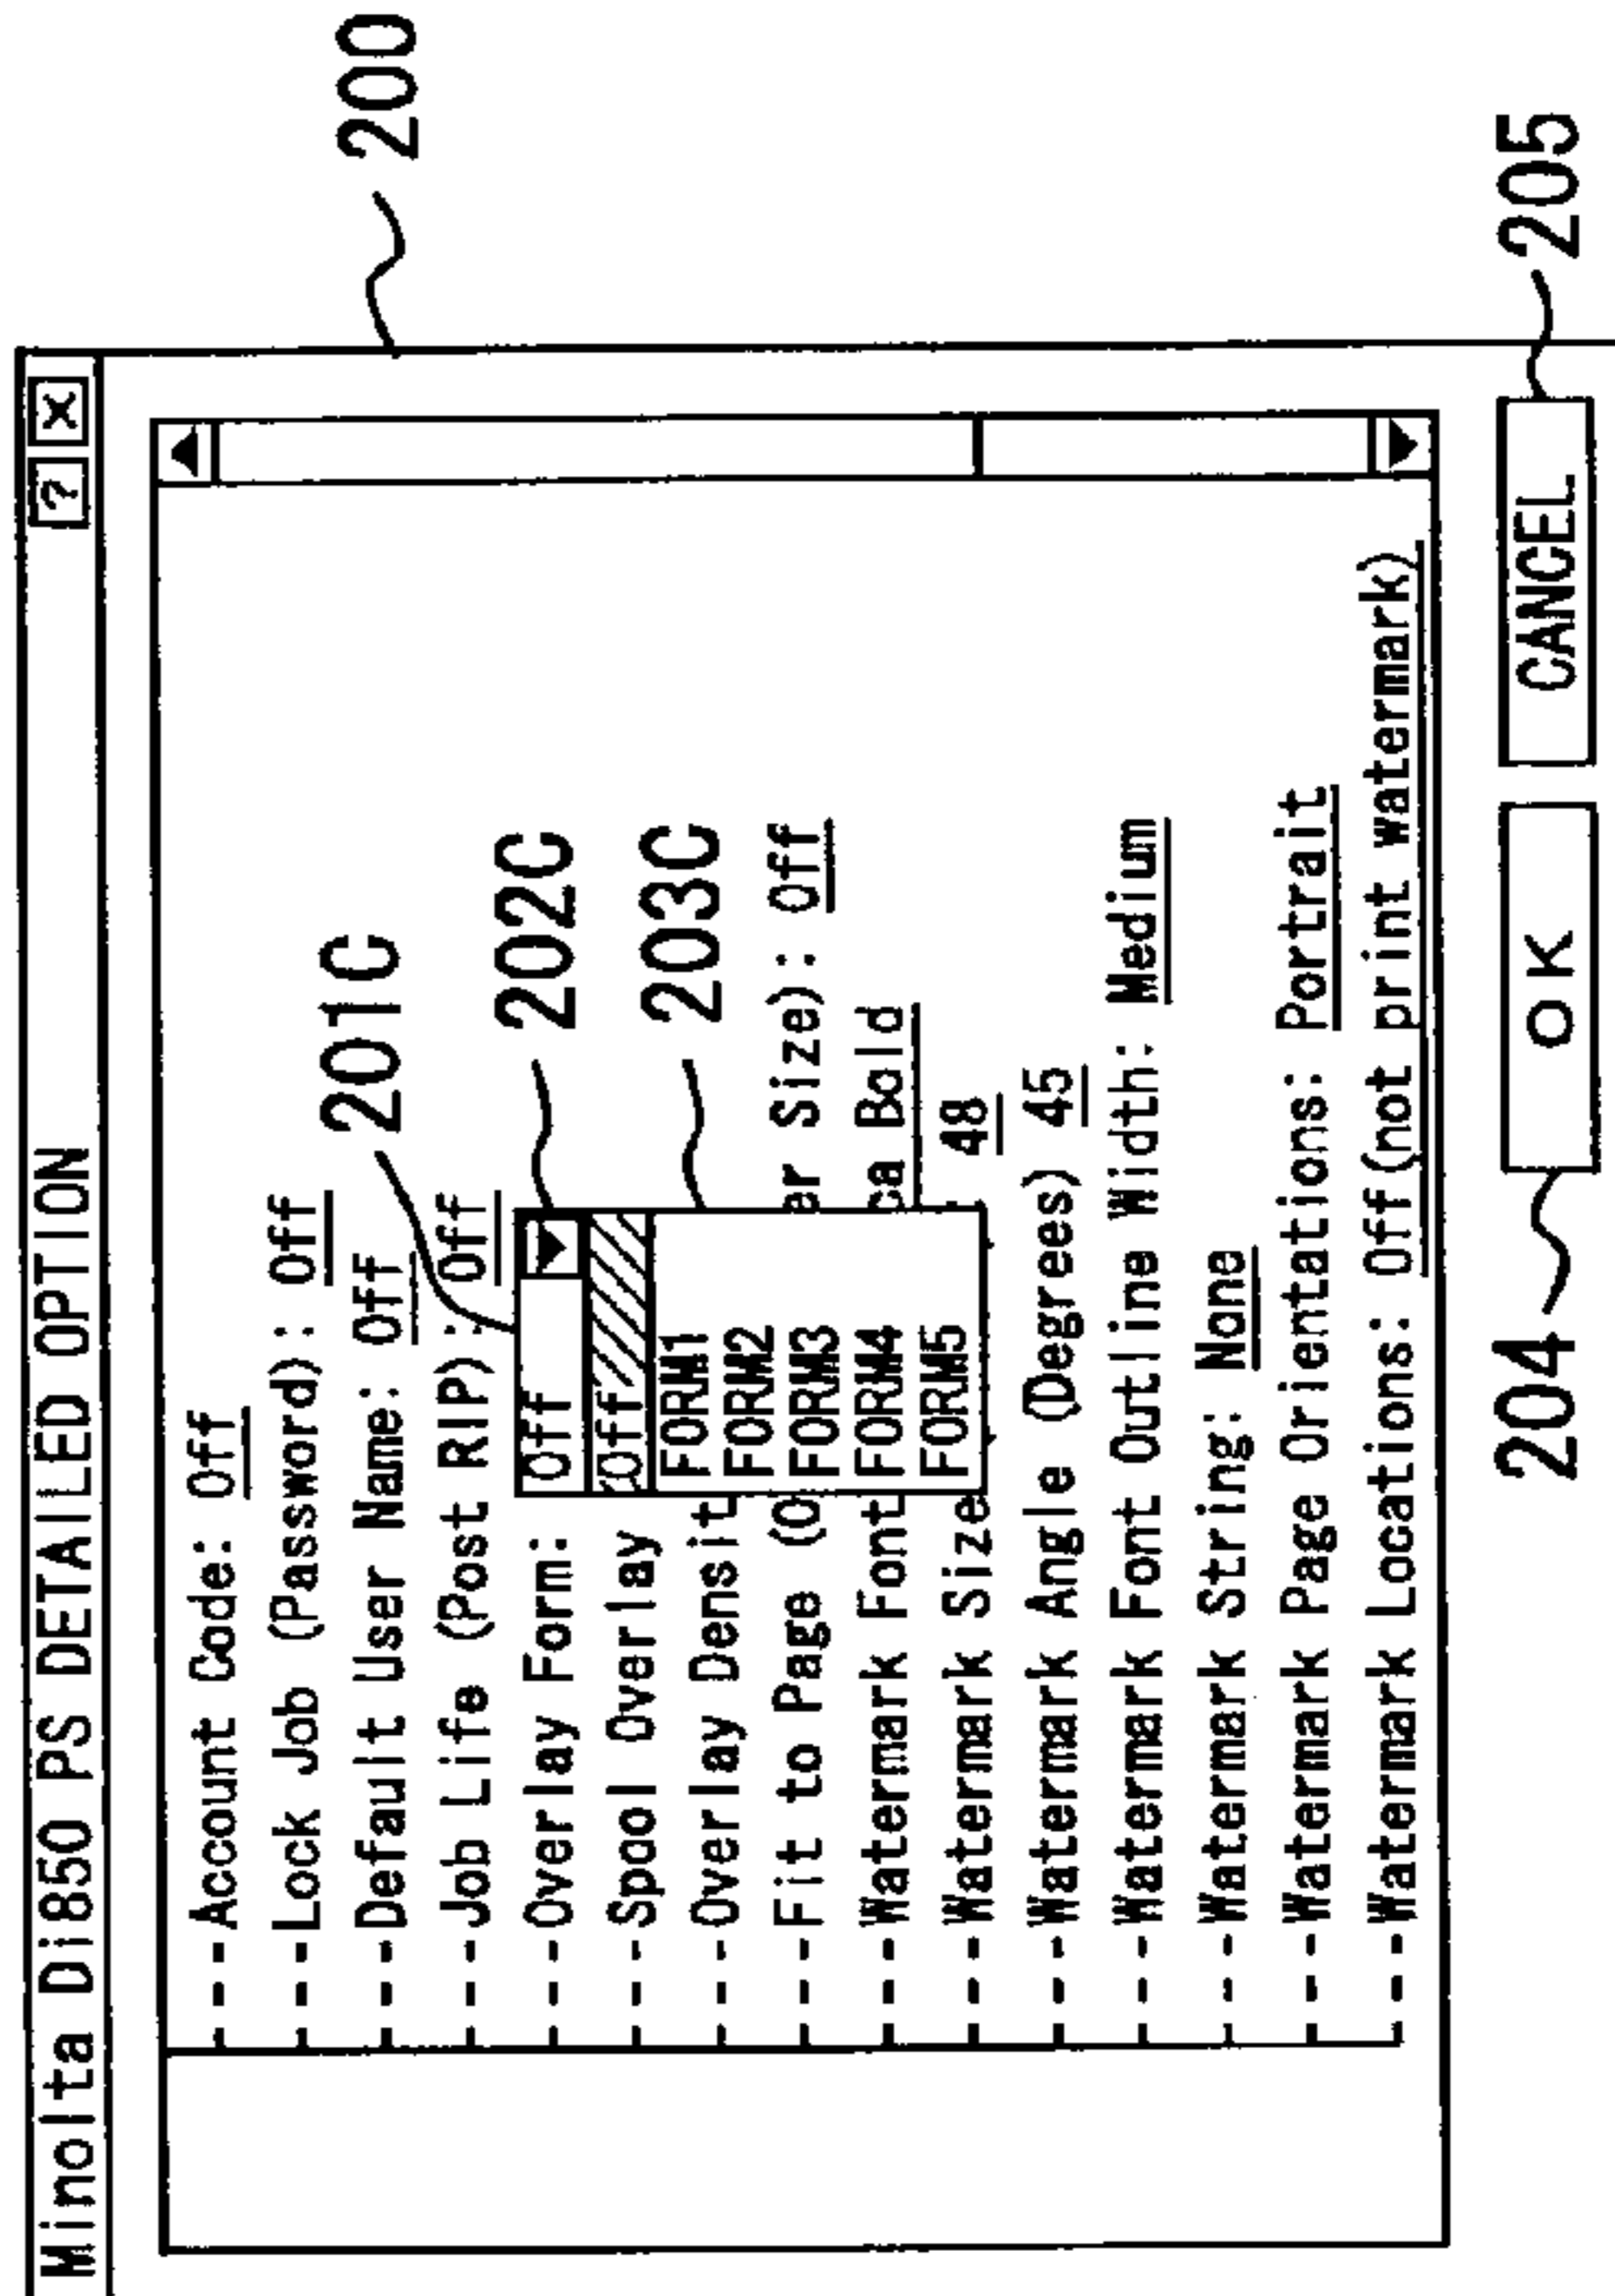 Minolta Di850 PS DETAILED OPTION ? X
200
Account Code: Off
201C
Lock Job (Password): Off
Default User Name: Off
Job Life (Post RIP): Off
202C
Overlay Form: Off
Spool Overlay Off
203C
Overlay Densit FORM1
FORM2
Fit to Page (O FORM3 er Size): Off
Watermark Font FORM4 ca Bold
Watermark Size FORM5 48
Watermark Angle (Degrees) 45
Watermark Font Outline Width: Medium
Watermark String: None
Watermark Page Orientations: Portrait
Watermark Locations: Off(not print watermark)
OK CANCEL
204 205